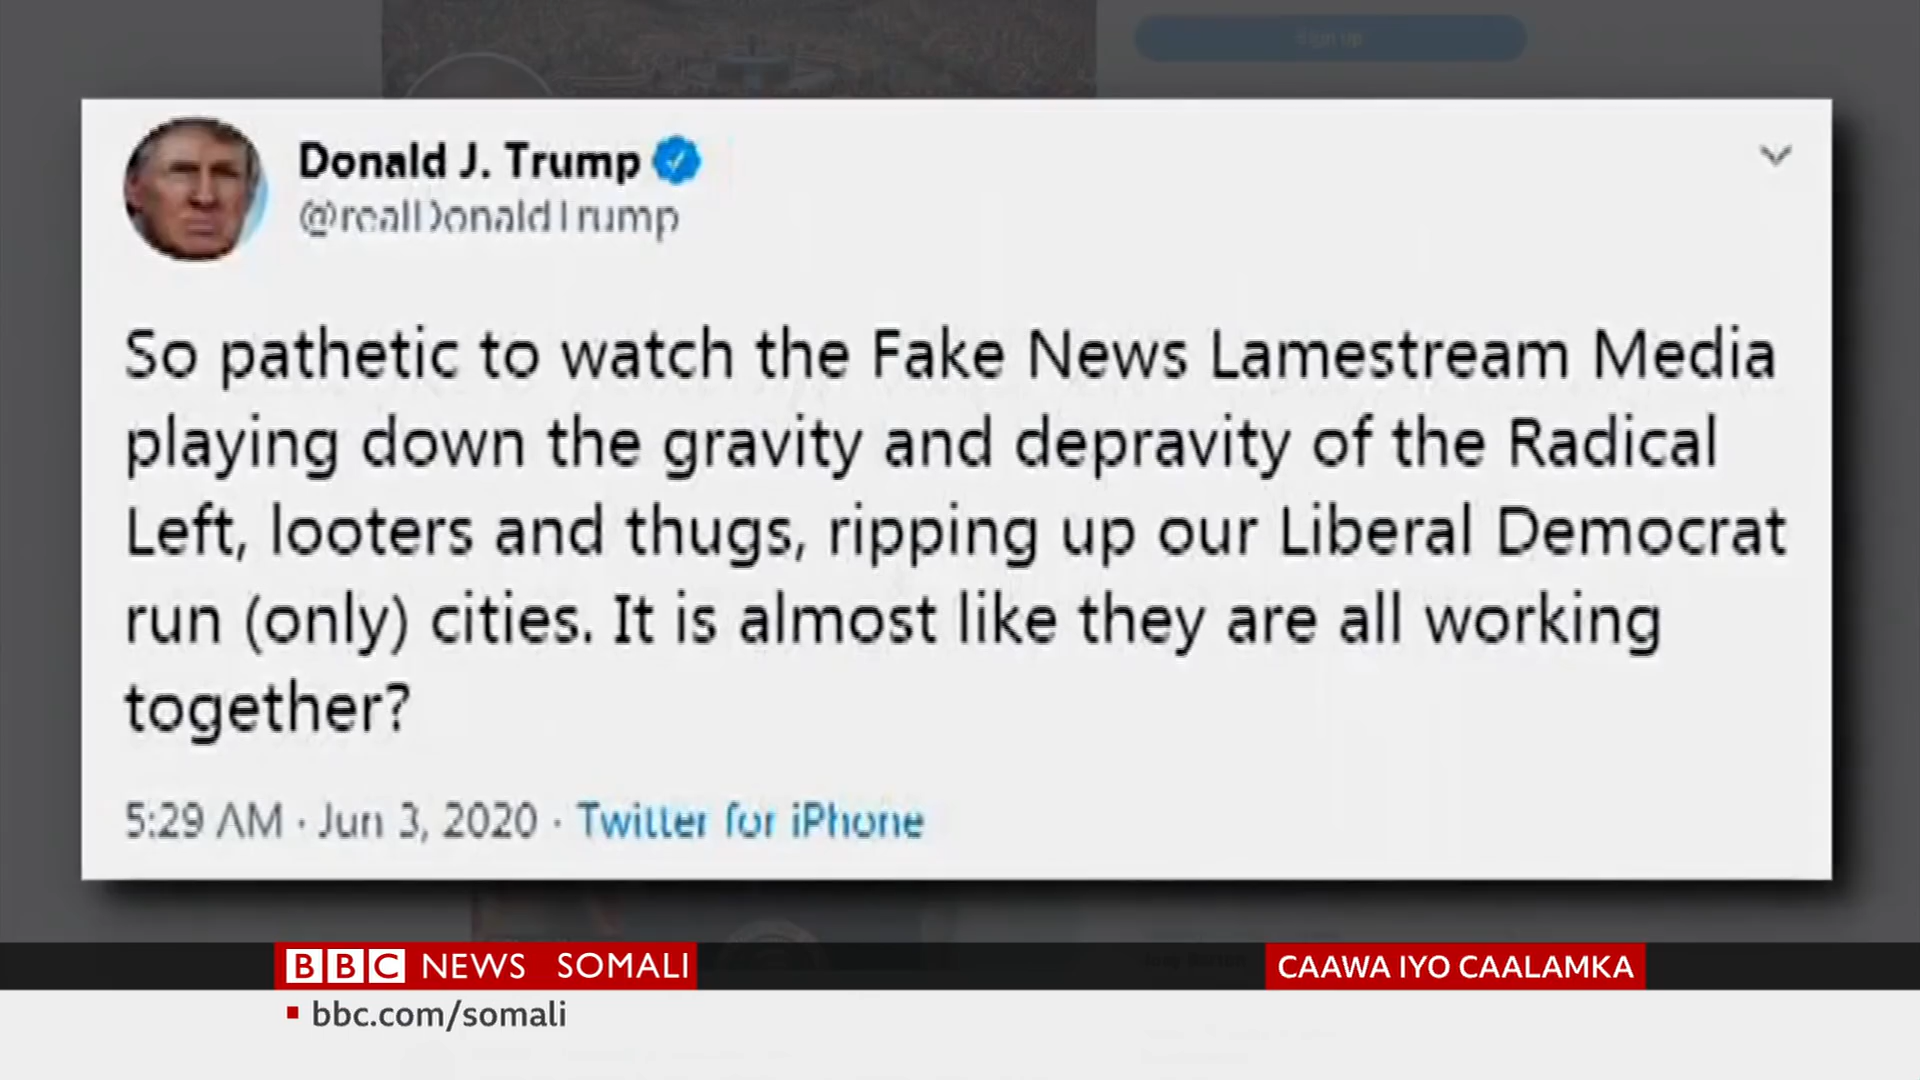 Sign up
Donald J. Trump
@realDonaldTrump
So pathetic to watch the Fake News Lamestream Media
playing down the gravity and depravity of the Radical
Left, looters and thugs, ripping up our Liberal Democrat
run (only) cities. It is almost like they are all working
together?
5:29 AM · Jun 3, 2020 · Twitter for iPhone
BBC NEWS SOMALI
CAAWA IYO CAALAMKA
bbc.com/somali